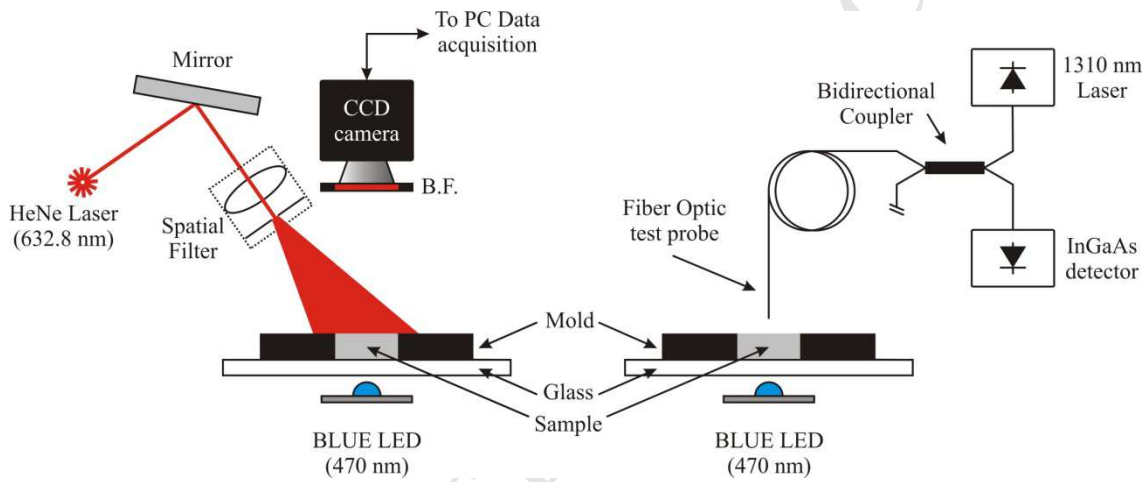 To PC Data
acquisition
Mirror
CCD
camera
B.F.
HeNe Laser
(632.8 nm)
Spatial
Filter
1310 nm
Laser
Bidirectional
Coupler
Fiber Optic
test probe
InGaAs
detector
Mold
Glass
Sample
BLUE LED
(470 nm)
BLUE LED
(470 nm)